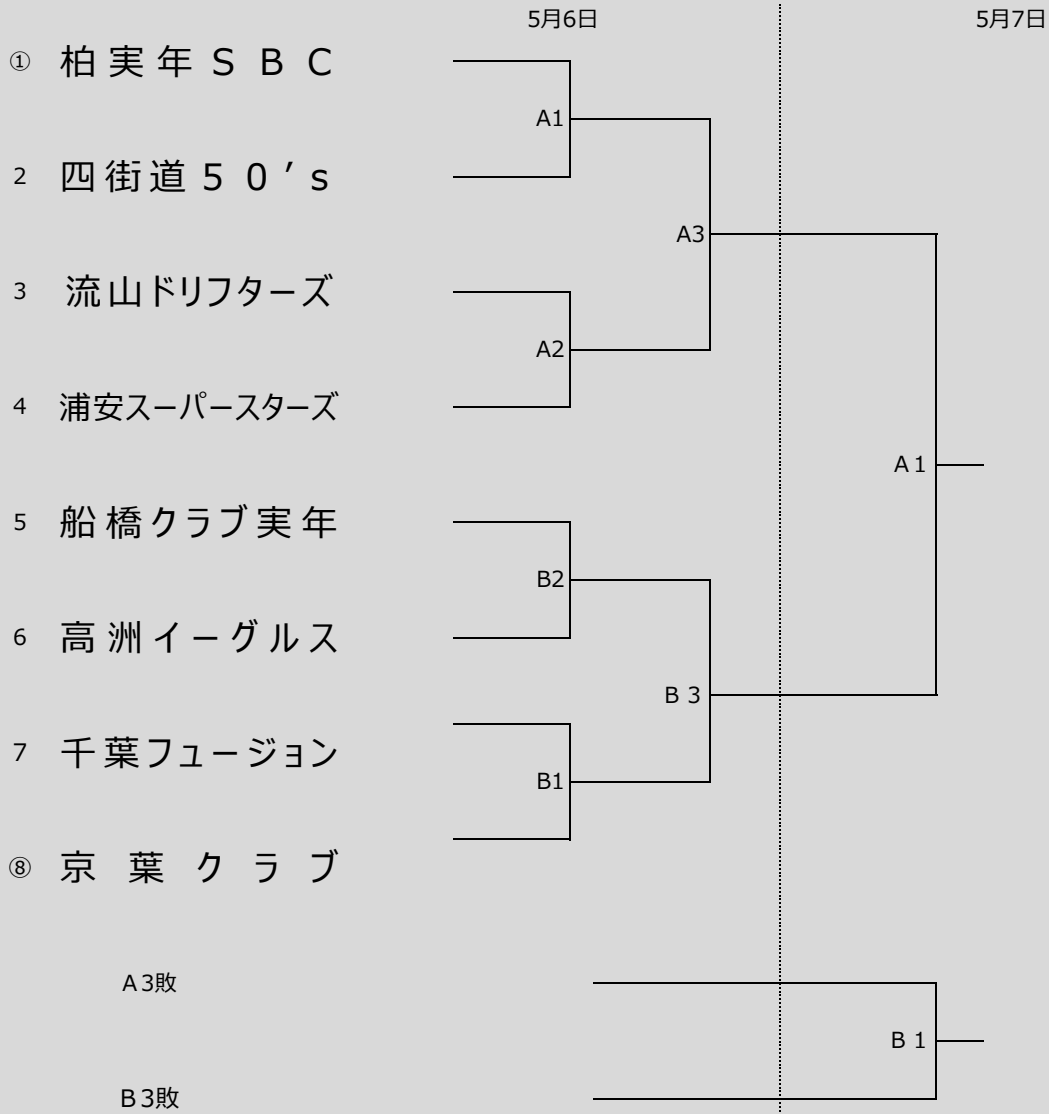 5月6日 5月7日
① 柏実年SBC
A1
2 四街道50's
A3
3 流山ドリフターズ
A2
4 浦安スーパースターズ
A1
5 船橋クラブ実年
B2
6 高洲イーグルス
B3
7 千葉フュージョン
B1
⑧ 京葉クラブ
A3敗
B1
B3敗